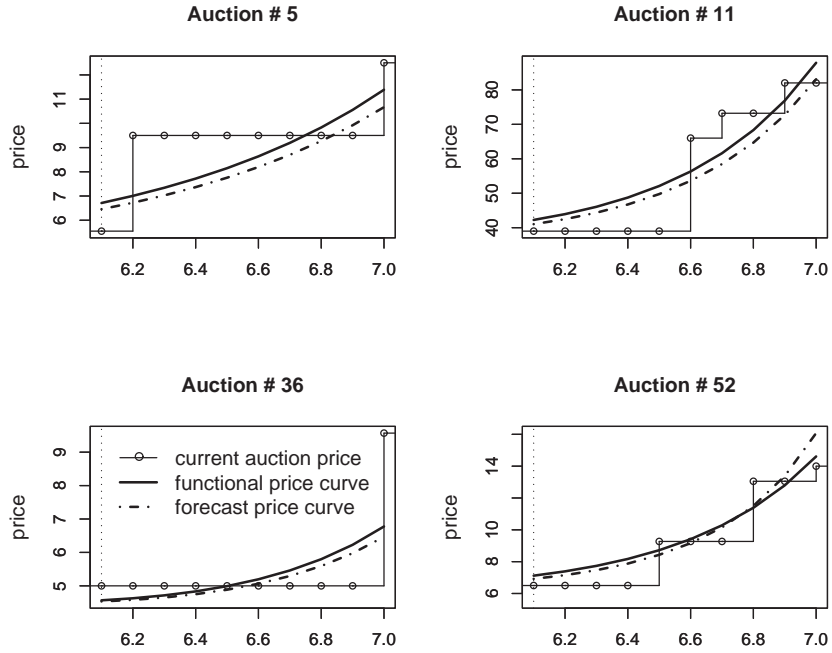 Auction # 5
price
6 7 8 9 11
6.2 6.4 6.6 6.8 7.0
Auction # 11
price
40 50 60 70 80
6.2 6.4 6.6 6.8 7.0
Auction # 36
price
5 6 7 8 9
6.2 6.4 6.6 6.8 7.0
current auction price
functional price curve
forecast price curve
Auction # 52
price
6 8 10 14
6.2 6.4 6.6 6.8 7.0